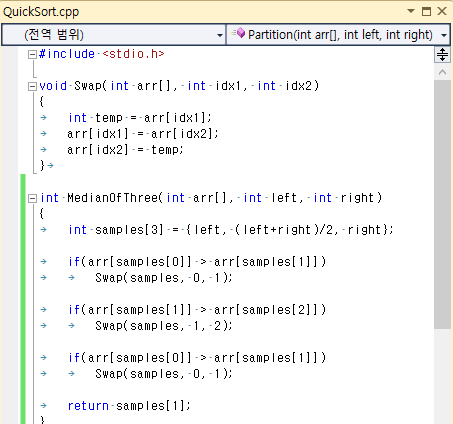 QuickSort.cpp
(전역 범위) Partition(int arr[], int left, int right)
#include <stdio.h>
void Swap(int arr[], int idx1, int idx2)
{
int temp = arr[idx1];
arr[idx1] = arr[idx2];
arr[idx2] = temp;
}
int MedianOfThree(int arr[], int left, int right)
{
int samples[3] = {left, (left+right)/2, right};
if(arr[samples[0]] > arr[samples[1]])
Swap(samples, 0, 1);
if(arr[samples[1]] > arr[samples[2]])
Swap(samples, 1, 2);
if(arr[samples[0]] > arr[samples[1]])
Swap(samples, 0, 1);
return samples[1];
}